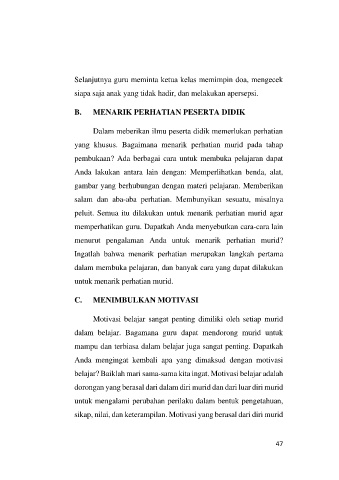 Selanjutnya guru meminta ketua kelas memimpin doa, mengecek
siapa saja anak yang tidak hadir, dan melakukan apersepsi.
B. MENARIK PERHATIAN PESERTA DIDIK
Dalam meberikan ilmu peserta didik memerlukan perhatian
yang khusus. Bagaimana menarik perhatian murid pada tahap
pembukaan? Ada berbagai cara untuk membuka pelajaran dapat
Anda lakukan antara lain dengan: Memperlihatkan benda, alat,
gambar yang berhubungan dengan materi pelajaran. Memberikan
salam dan aba-aba perhatian. Membunyikan sesuatu, misalnya
peluit. Semua itu dilakukan untuk menarik perhatian murid agar
memperhatikan guru. Dapatkah Anda menyebutkan cara-cara lain
menurut pengalaman Anda untuk menarik perhatian murid?
Ingatlah bahwa menarik perhatian merupakan langkah pertama
dalam membuka pelajaran, dan banyak cara yang dapat dilakukan
untuk menarik perhatian murid.
C. MENIMBULKAN MOTIVASI
Motivasi belajar sangat penting dimiliki oleh setiap murid
dalam belajar. Bagamana guru dapat mendorong murid untuk
mampu dan terbiasa dalam belajar juga sangat penting. Dapatkah
Anda mengingat kembali apa yang dimaksud dengan motivasi
belajar? Baiklah mari sama-sama kita ingat. Motivasi belajar adalah
dorongan yang berasal dari dalam diri murid dan dari luar diri murid
untuk mengalami perubahan perilaku dalam bentuk pengetahuan,
sikap, nilai, dan keterampilan. Motivasi yang berasal dari diri murid
47